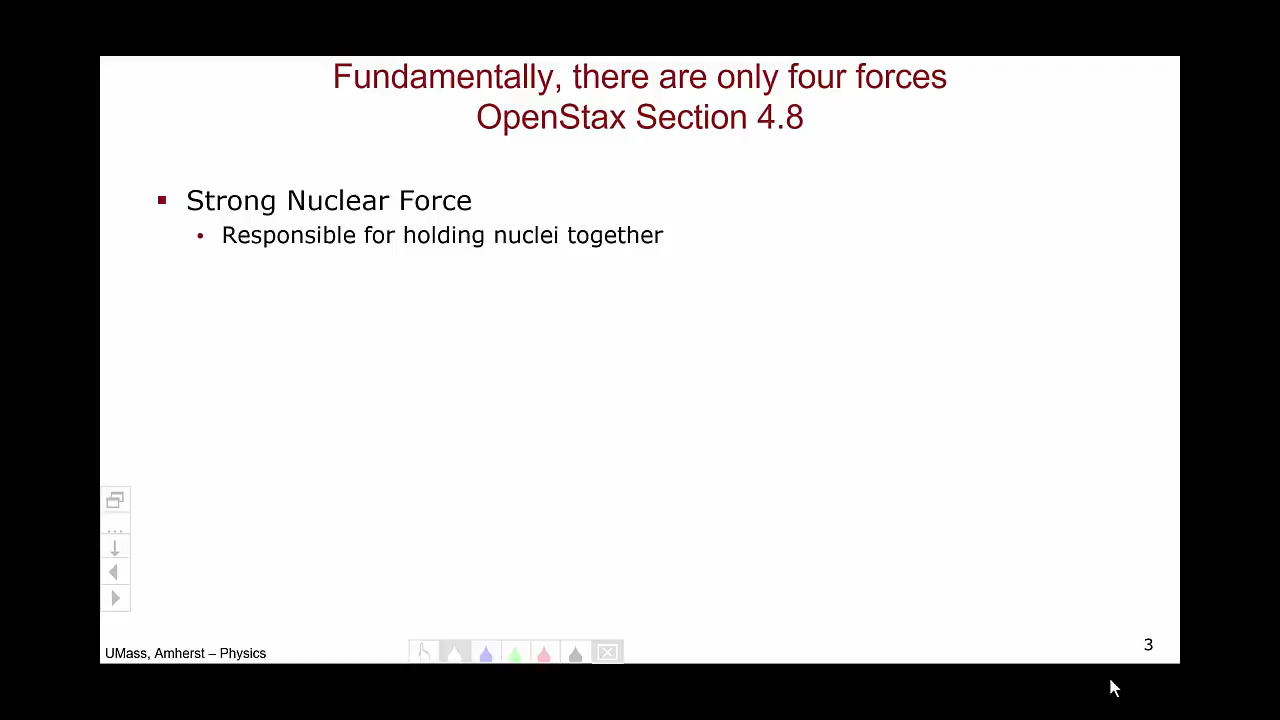 Fundamentally, there are only four forces
OpenStax Section 4.8
Strong Nuclear Force
Responsible for holding nuclei together
UMass, Amherst – Physics
3